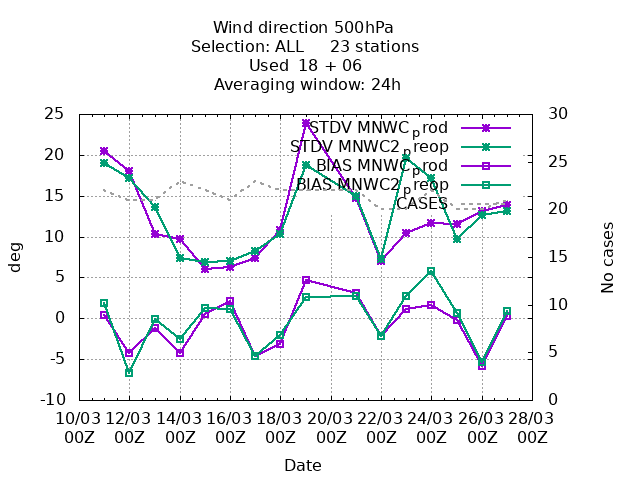 Wind direction 500hPa
Selection: ALL     23 stations
Used  18 + 06
Averaging window: 24h
25 30
STDV MNWC_prod
STDV MNWC2_preop
20 25
BIAS MNWC_prod
BIAS MNWC2_preop
15 20
CASES
10 15
5 10
0
-5 5
-10 0
deg
No cases
10/03 12/03 14/03 16/03 18/03 20/03 22/03 24/03 26/03 28/03
00Z 00Z 00Z 00Z 00Z 00Z 00Z 00Z 00Z 00Z
Date